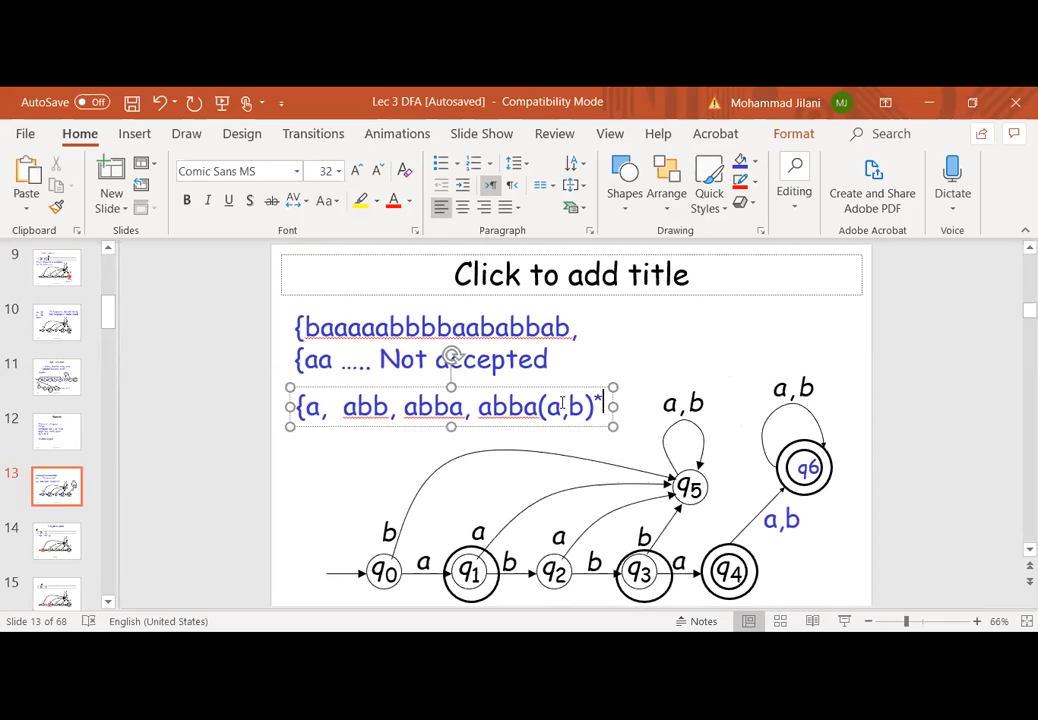 AutoSave Off Lec 3 DFA [Autosaved] - Compatibility Mode Mohammad Jilani MJ
File Home Insert Draw Design Transitions Animations Slide Show Review View Help Acrobat Format Search
Paste New Slide Comic Sans MS 32 Shapes Arrange Quick Styles Editing Create and Share Adobe PDF Dictate
B I U S ab AV Aa A
Clipboard Slides Font Paragraph Drawing Adobe Acrobat Voice
9
10
11
12
13
14
15
Click to add title
{baaaaabbbbaababbab,
{aa ….. Not accepted
{a, abb, abba, abba(a,b)*
a,b
a,b
q6
q5
a,b
b a a b a b b a
q0 q1 q2 q3 q4
Slide 13 of 68 English (United States) Notes 66%